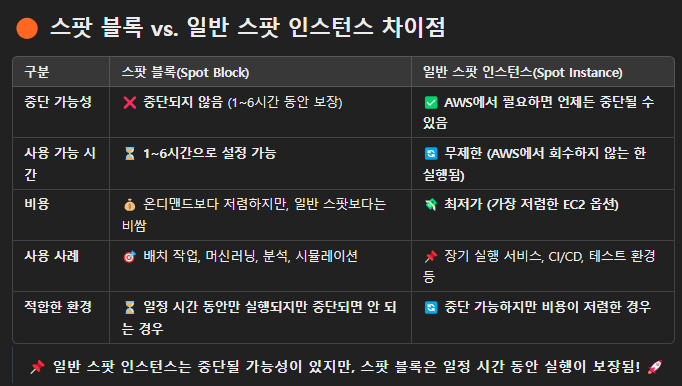 스팟 블록 vs. 일반 스팟 인스턴스 차이점
구분
스팟 블록(Spot Block)
일반 스팟 인스턴스(Spot Instance)
중단 가능성
❌ 중단되지 않음 (1~6시간 동안 보장)
✅ AWS에서 필요하면 언제든 중단될 수
있음
사용 가능 시
간
⏳ 1~6시간으로 설정 가능
🔄 무제한 (AWS에서 회수하지 않는 한
실행됨)
비용
💰 온디맨드보다 저렴하지만, 일반 스팟보다는
비쌈
💸 최저가 (가장 저렴한 EC2 옵션)
사용 사례
🎯 배치 작업, 머신러닝, 분석, 시뮬레이션
📌 장기 실행 서비스, CI/CD, 테스트 환경
등
적합한 환경
⏳ 일정 시간 동안만 실행되지만 중단되면 안 되
는 경우
🔄 중단 가능하지만 비용이 저렴한 경우
📌 일반 스팟 인스턴스는 중단될 가능성이 있지만, 스팟 블록은 일정 시간 동안 실행이 보장됨! 🚀